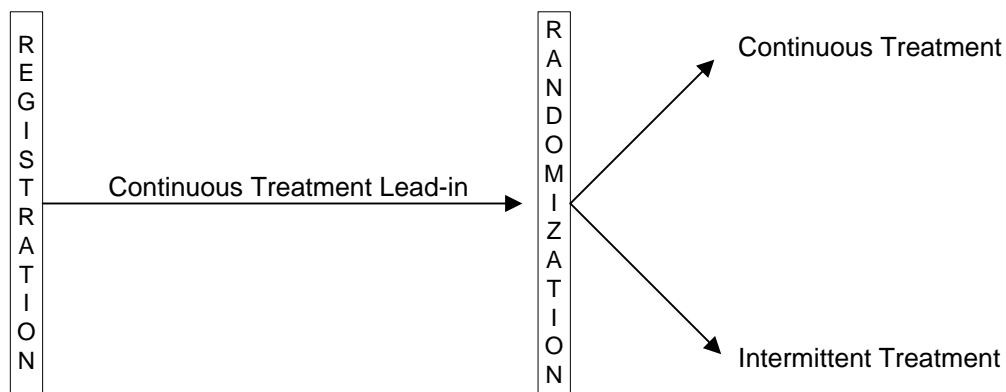 REGISTRATION
Continuous Treatment Lead-in
RANDOMIZATION
Continuous Treatment
Intermittent Treatment